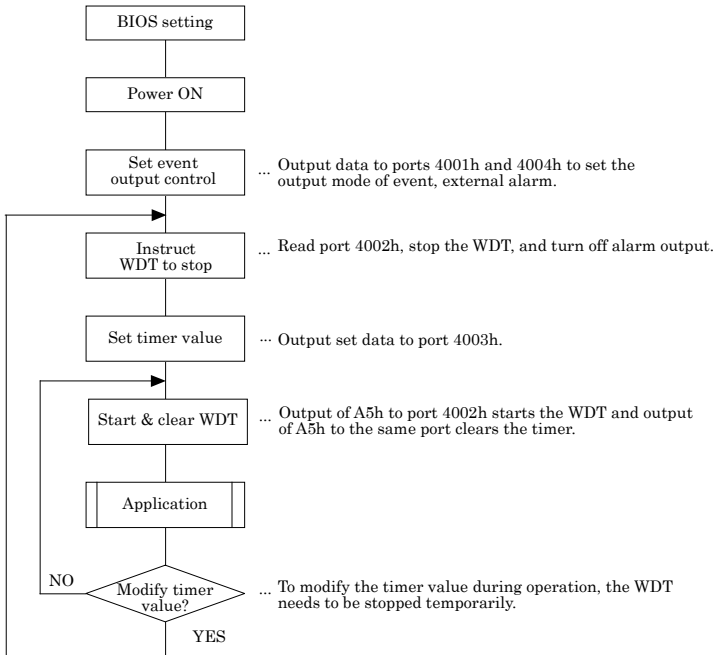 BIOS setting
Power ON
Set event
output control
... Output data to ports 4001h and 4004h to set the
output mode of event, external alarm.
Instruct
WDT to stop
... Read port 4002h, stop the WDT, and turn off alarm output.
Set timer value
... Output set data to port 4003h.
Start & clear WDT
... Output of A5h to port 4002h starts the WDT and output
of A5h to the same port clears the timer.
Application
NO
Modify timer
value?
... To modify the timer value during operation, the WDT
needs to be stopped temporarily.
YES